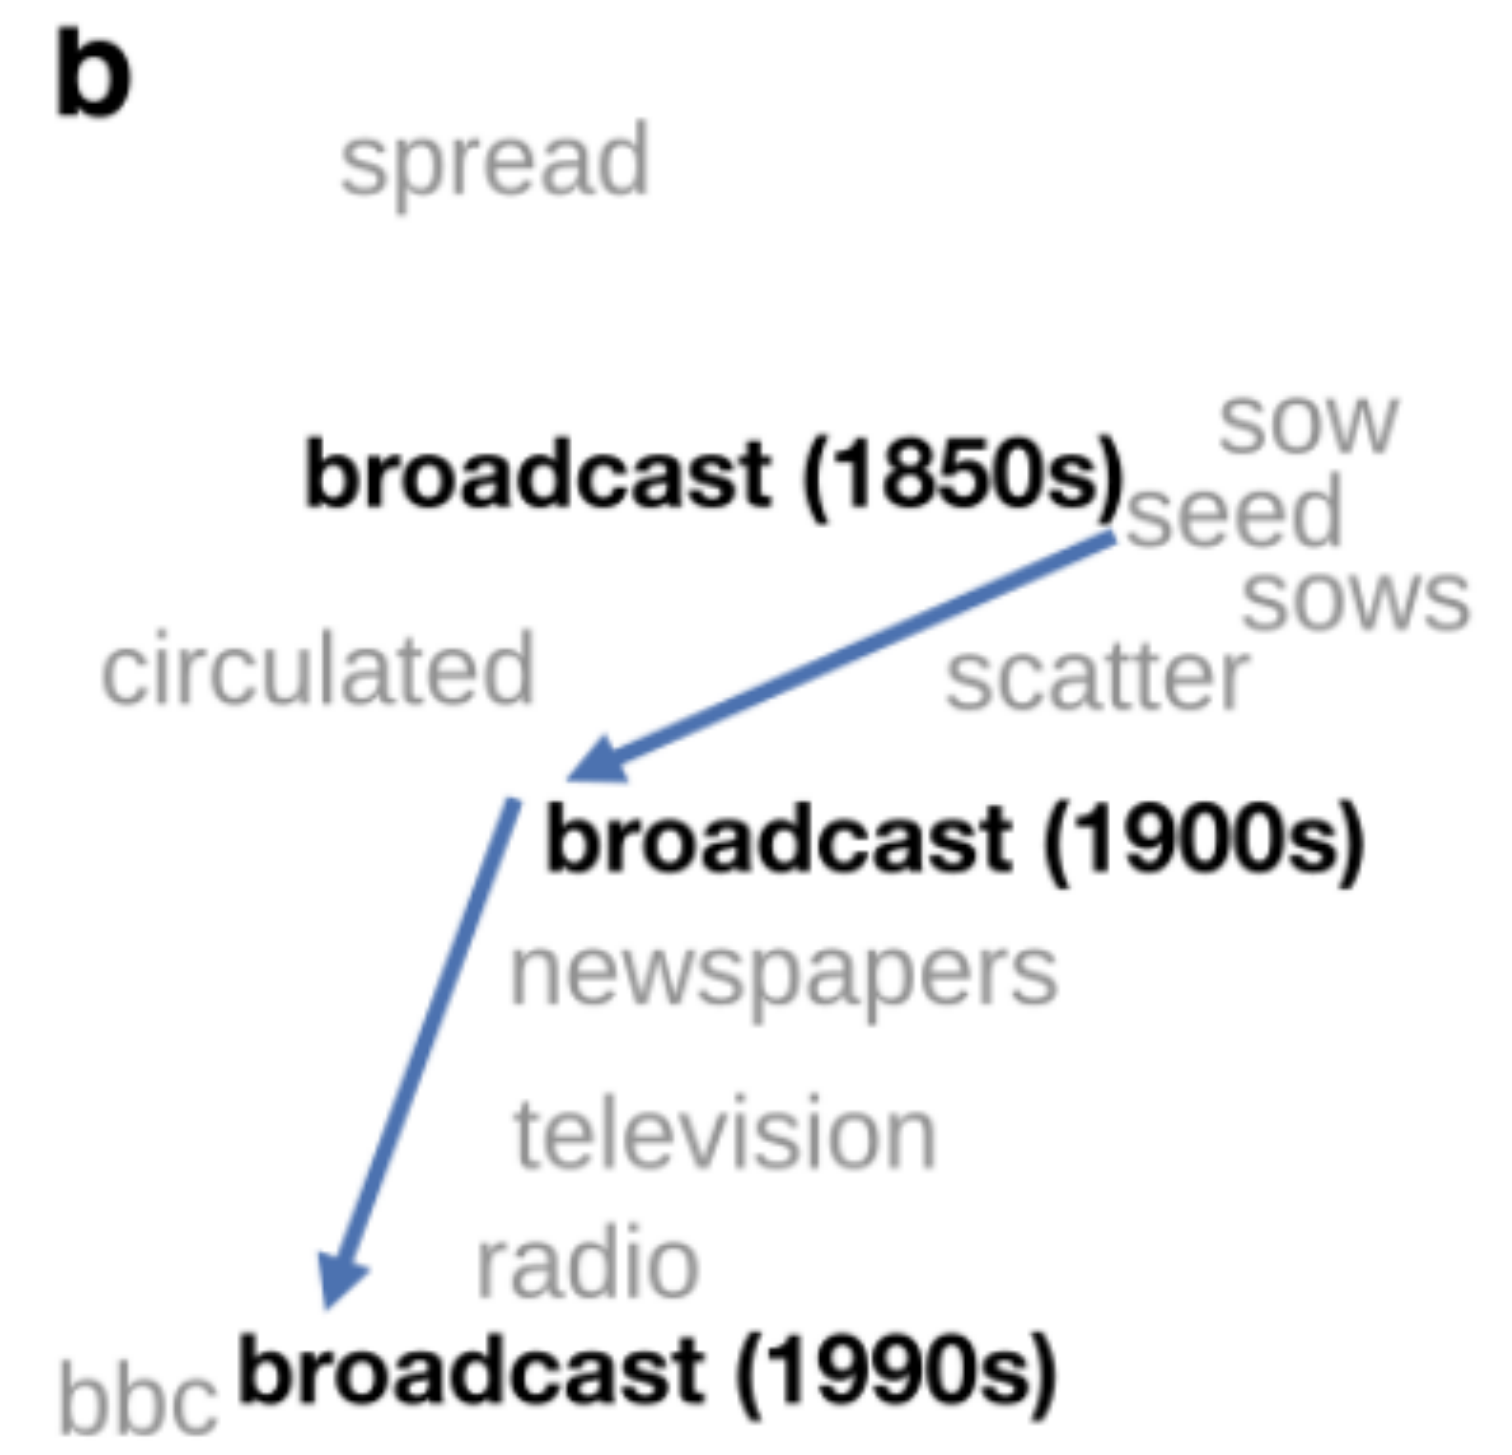 b
spread
sow
broadcast (1850s)
seed
sows
circulated
scatter
broadcast (1900s)
newspapers
television
radio
broadcast (1990s)
bbc